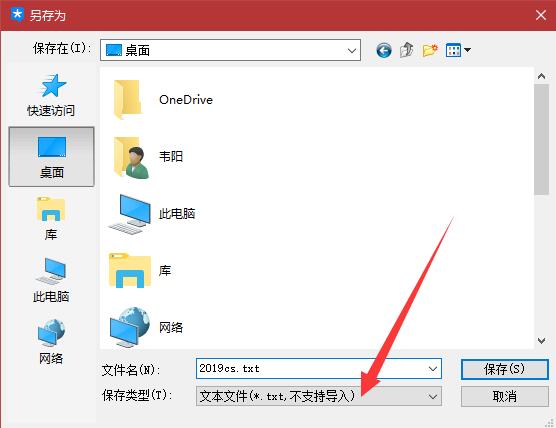 另存为
保存在(I):
桌面
快速访问
桌面
库
此电脑
网络
OneDrive
韦阳
此电脑
库
网络
文件名(N):
2019cs.txt
保存(S)
保存类型(T):
文本文件(*.txt,不支持导入)
取消